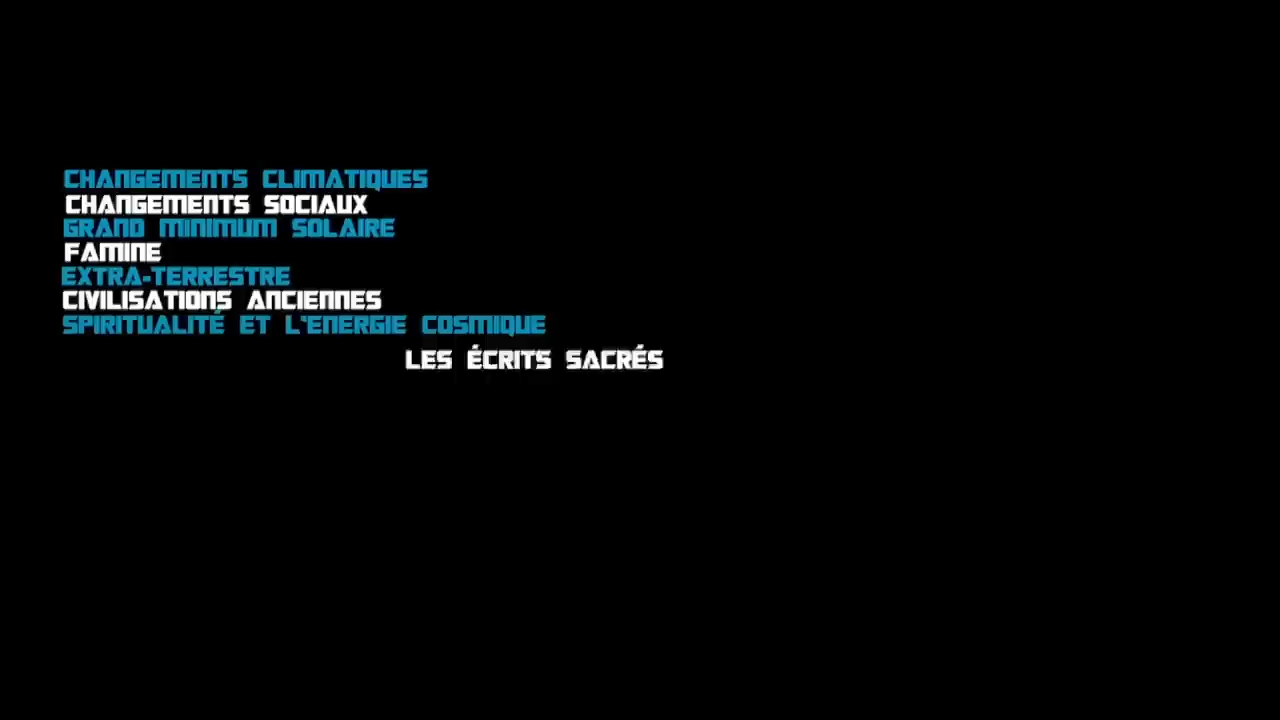 CHANGEMENTS CLIMATIQUES
CHANGEMENTS SOCIAUX
GRAND MINIMUM SOLAIRE
FAMINE
EXTRA-TERRESTRE
CIVILISATIONS ANCIENNES
SPIRITUALITÉ ET L'ENERGIE COSMIQUE
LES ÉCRITS SACRÉS